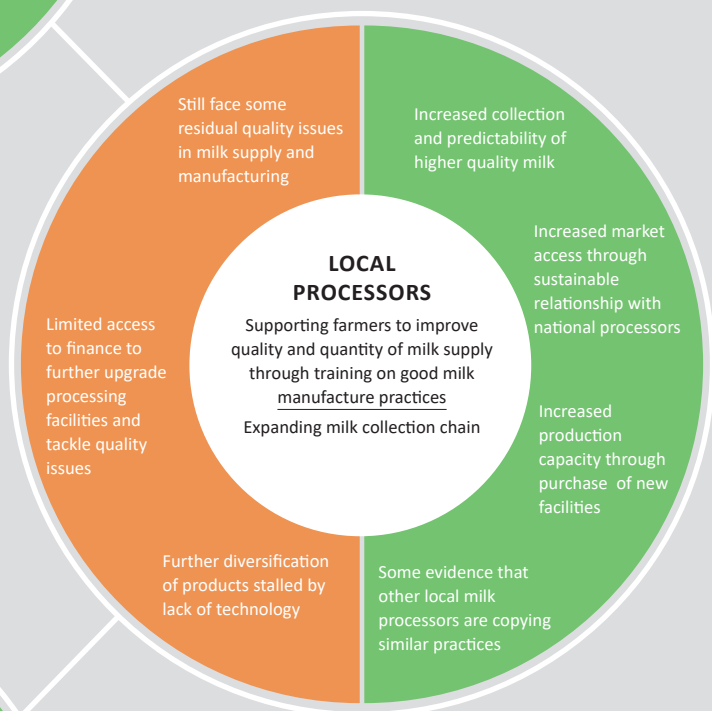 Still face some
residual quality issues
in milk supply and
manufacturing
Limited access
to finance to
further upgrade
processing
facilities and
tackle quality
issues
Further diversification
of products stalled by
lack of technology
LOCAL
PROCESSORS
Supporting farmers to improve
quality and quantity of milk supply
through training on good milk
manufacture practices
Expanding milk collection chain
Increased collection
and predictability of
higher quality milk
Increased market
access through
sustainable
relationship with
national processors
Increased
production
capacity through
purchase of new
facilities
Some evidence that
other local milk
processors are copying
similar practices